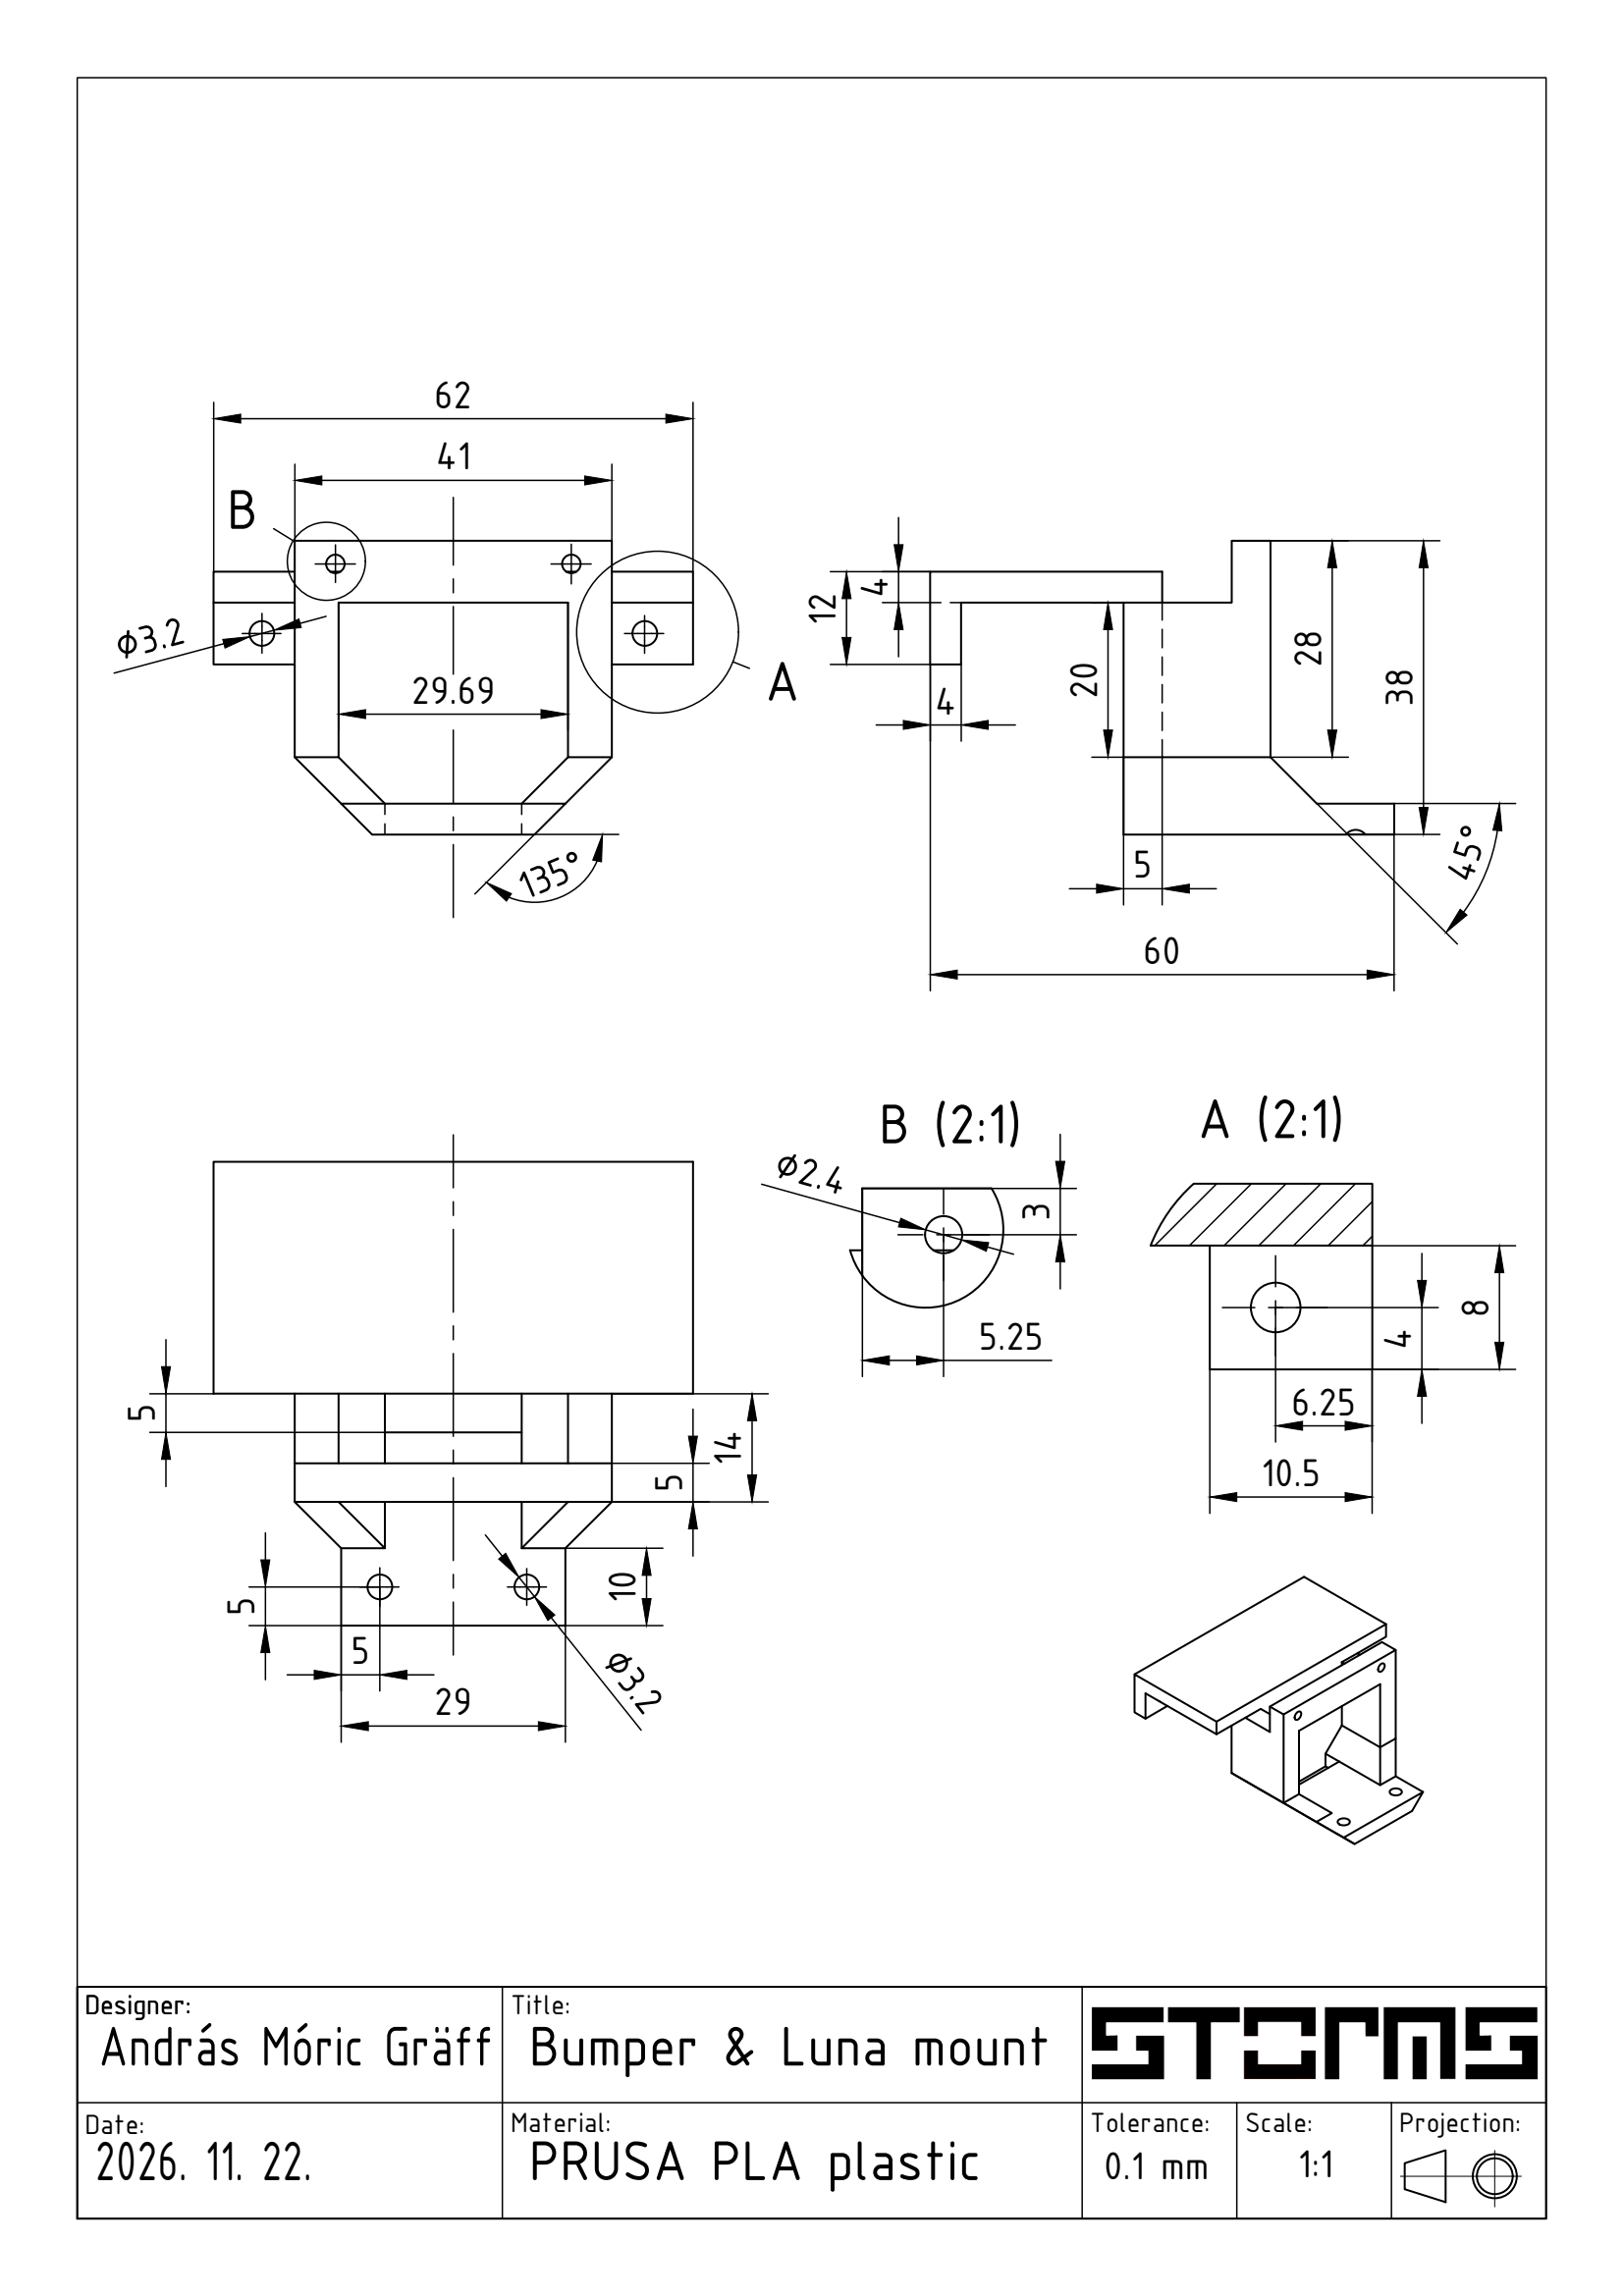 62
41
B
⌀3.2
29.69
A
135°
12
4
4
20
28
38
5
45°
60
B (2:1)
A (2:1)
⌀2.4
3
5.25
8
4
6.25
10.5
5
14
5
5
10
5
29
⌀3.2
Designer:
András Móric Gräff
Title:
Bumper & Luna mount
STORMS
Date:
2026. 11. 22.
Material:
PRUSA PLA plastic
Tolerance:
0.1 mm
Scale:
1:1
Projection: